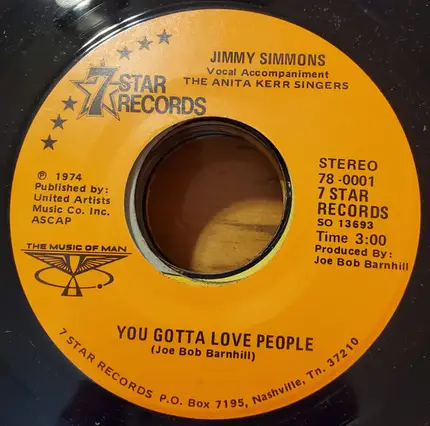 JIMMY SIMMONS
Vocal Accompaniment
THE ANITA KERR SINGERS
7 STAR
RECORDS
℗ 1974
Published by:
United Artists
Music Co. Inc.
ASCAP
STEREO
78-0001
7 STAR
RECORDS
SO 13693
Time 3:00
Produced By:
Joe Bob Barnhill
THE MUSIC OF MAN
YOU GOTTA LOVE PEOPLE
(Joe Bob Barnhill)
7 STAR RECORDS P.O. Box 7195, Nashville, Tn. 37210